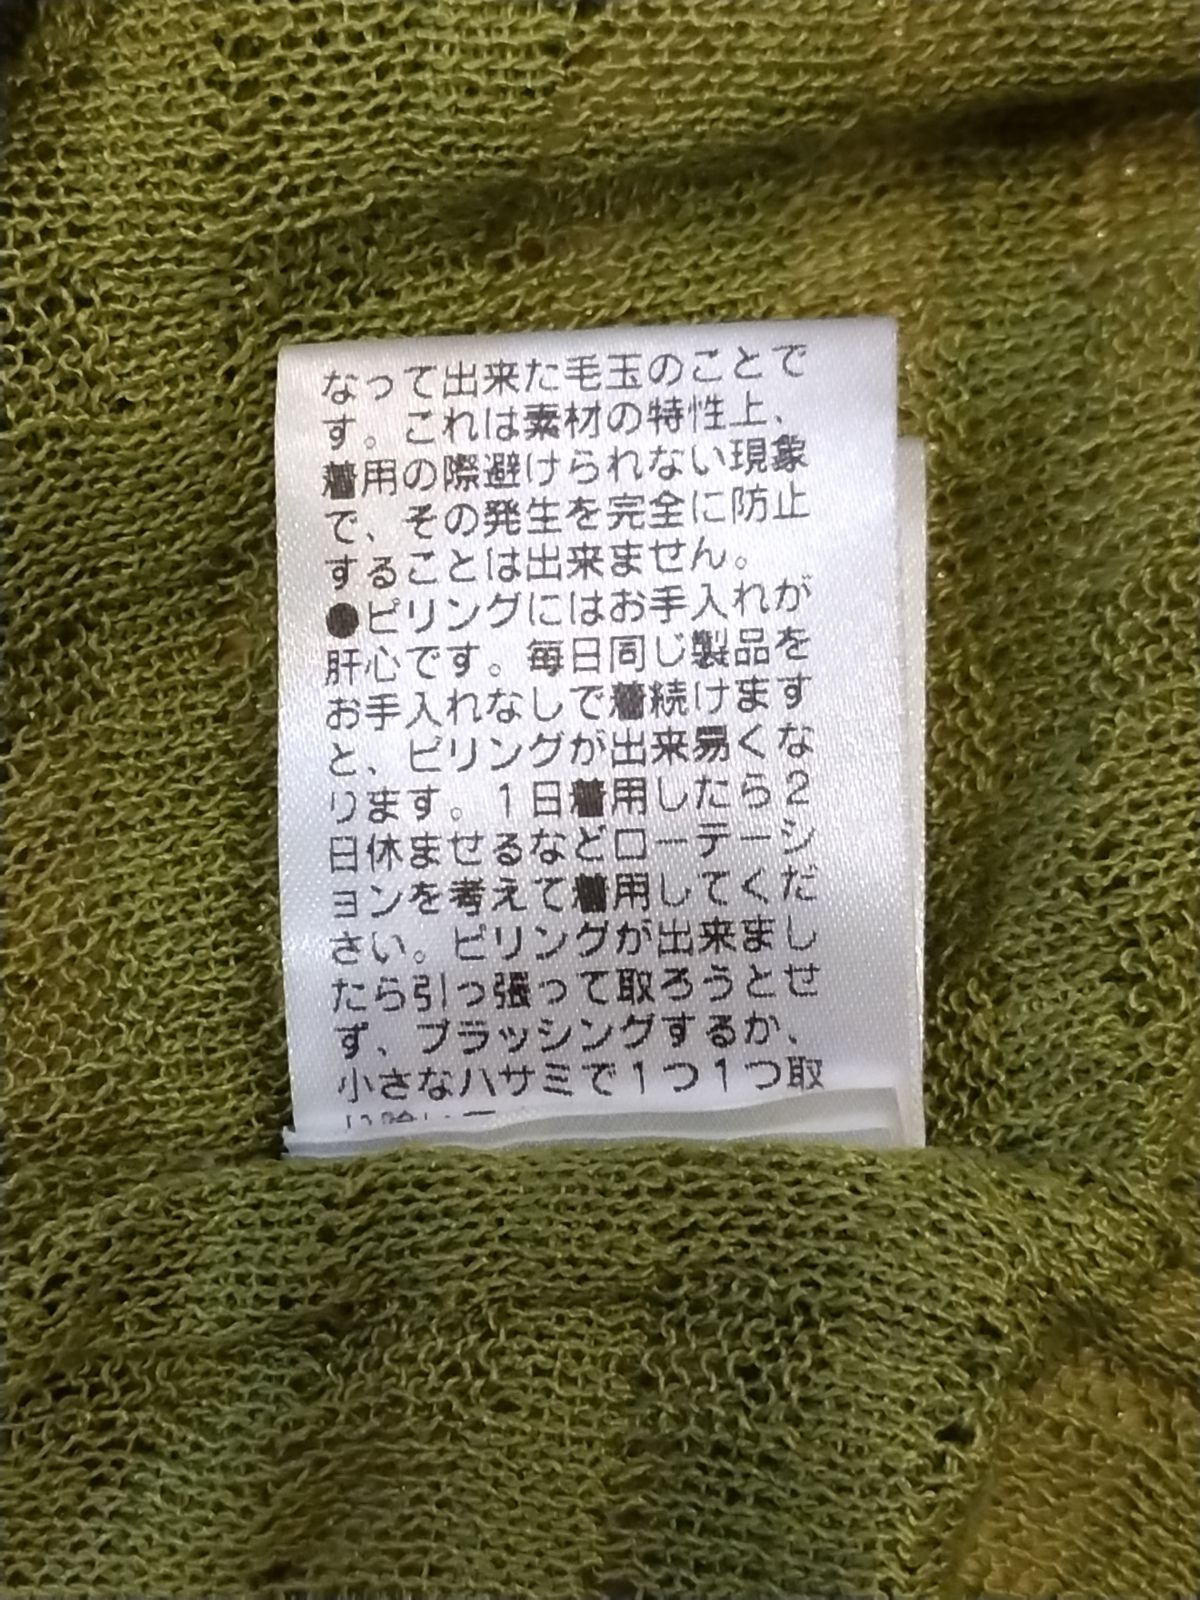 なって出来た毛玉のことで
す。これは素材の特性上、
着用の際避けられない現象
で、その発生を完全に防止
することは出来ません。
●ピリングにはお手入れが
肝心です。毎日同じ製品を
お手入れなしで着続けます
と、ピリングが出来易くな
ります。1日着用したら2
日休ませるなどローテーシ
ョンを考えて着用してくだ
さい。ピリングが出来まし
たら引っ張って取ろうとせ
ず、ブラッシングするか、
小さなハサミで1つ1つ取